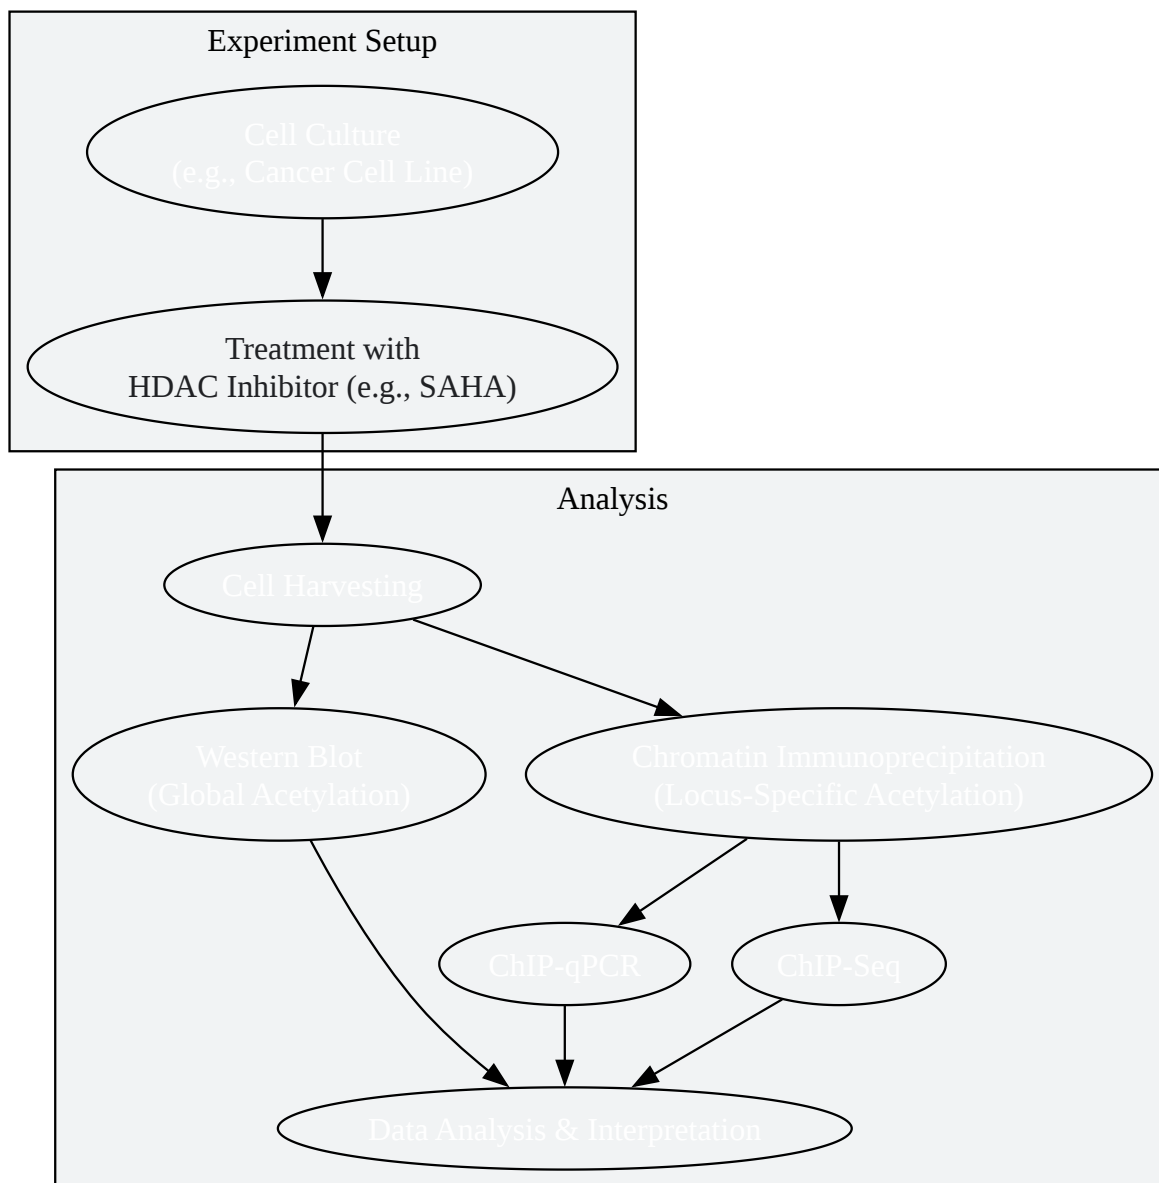 Experiment Setup
Cell Culture
(e.g., Cancer Cell Line)
Treatment with
HDAC Inhibitor (e.g., SAHA)
Analysis
Cell Harvesting
Western Blot
(Global Acetylation)
Chromatin Immunoprecipitation
(Locus-Specific Acetylation)
ChIP-qPCR
ChIP-Seq
Data Analysis & Interpretation